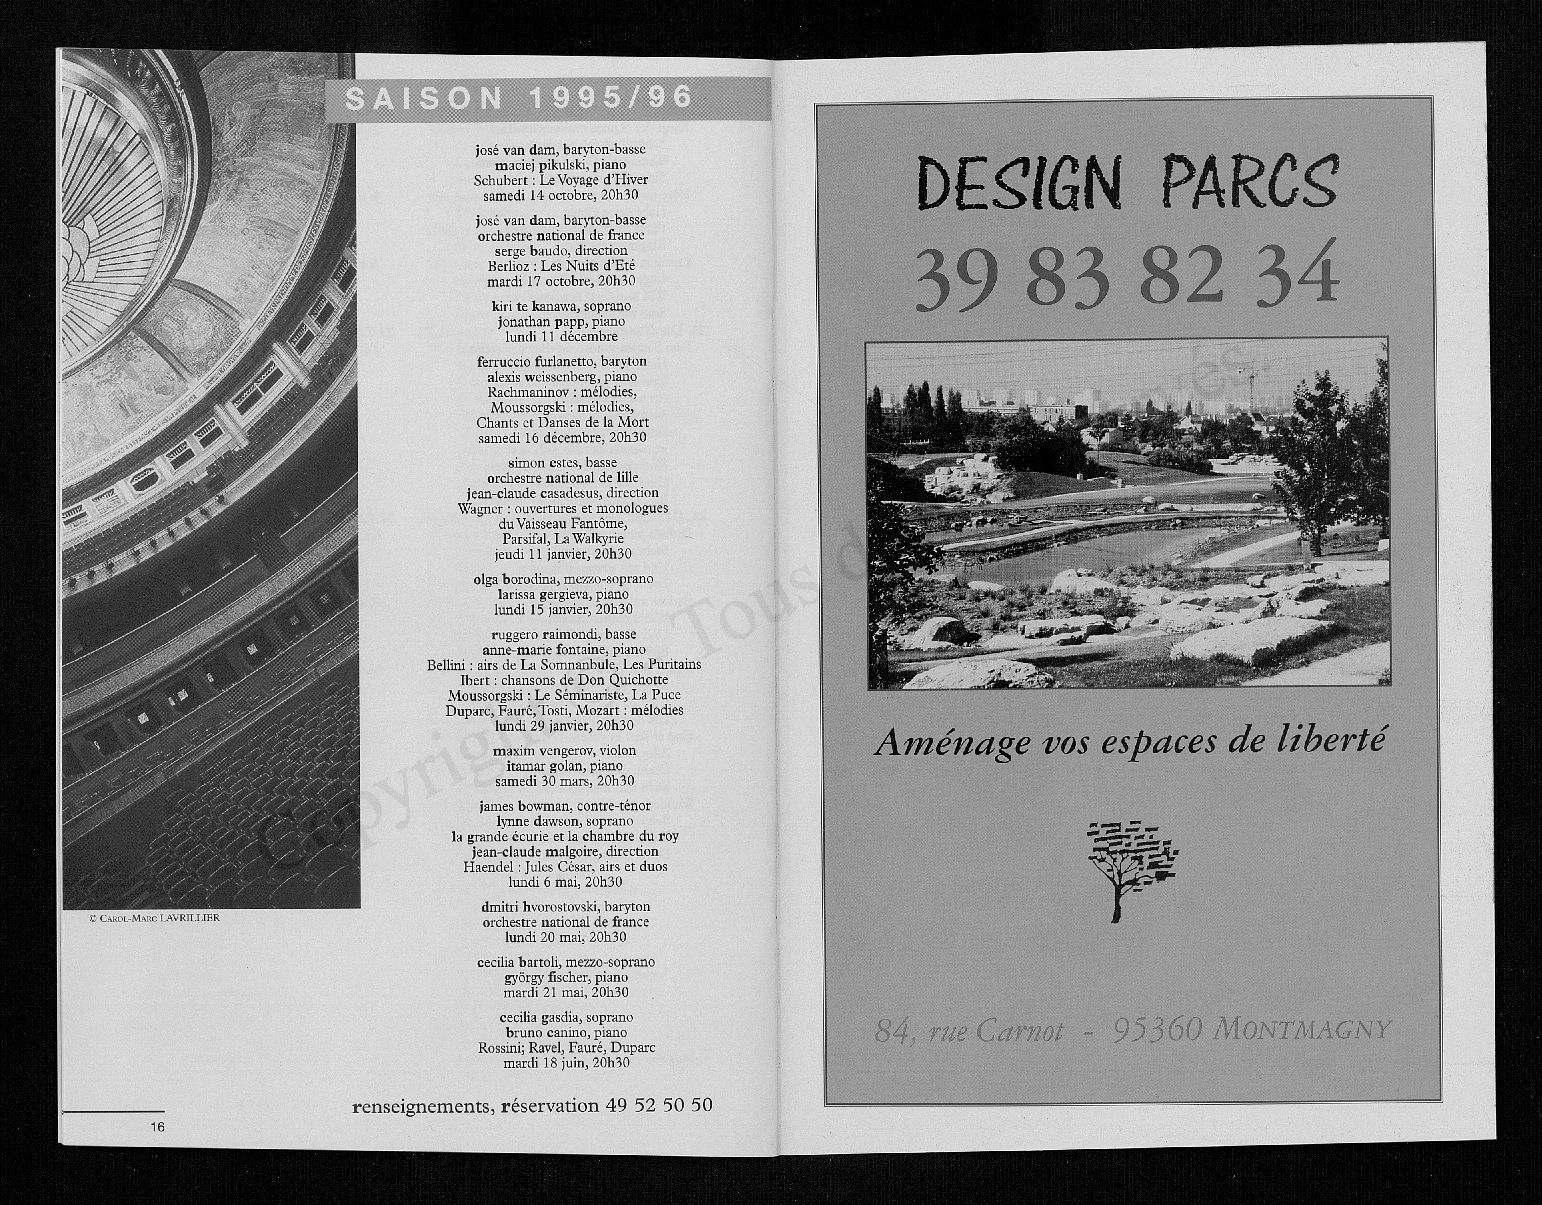 SAISON 1995/96
josé van dam, baryton-basse
maciej pikulski, piano
Schubert : Le Voyage d'Hiver
samedi 14 octobre, 20h30
josé van dam, baryton-basse
orchestre national de france
serge baudo, direction
Berlioz : Les Nuits d'Eté
mardi 17 octobre, 20h30
kiri te kanawa, soprano
jonathan papp, piano
lundi 11 décembre
ferruccio furlanetto, baryton
alexis weissenberg, piano
Rachmaninov : mélodies,
Moussorgski : mélodies,
Chants et Danses de la Mort
samedi 16 décembre, 20h30
simon estes, basse
orchestre national de lille
jean-claude casadesus, direction
Wagner : ouvertures et monologues
du Vaisseau Fantôme,
Parsifal, La Walkyrie
jeudi 11 janvier, 20h30
olga borodina, mezzo-soprano
larissa gergieva, piano
lundi 15 janvier, 20h30
ruggero raimondi, basse
anne-marie fontaine, piano
Bellini : airs de La Somnanbule, Les Puritains
Ibert : chansons de Don Quichotte
Moussorgski : Le Séminariste, La Puce
Duparc, Fauré, Tosti, Mozart : mélodies
lundi 29 janvier, 20h30
maxim vengerov, violon
itamar golan, piano
samedi 30 mars, 20h30
james bowman, contre-ténor
lynne dawson, soprano
la grande écurie et la chambre du roy
jean-claude malgoire, direction
Haendel : Jules César, airs et duos
lundi 6 mai, 20h30
dmitri hvorostovski, baryton
orchestre national de france
lundi 20 mai, 20h30
cecilia bartoli, mezzo-soprano
györgy fischer, piano
mardi 21 mai, 20h30
cecilia gasdia, soprano
bruno canino, piano
Rossini; Ravel, Fauré, Duparc
mardi 18 juin, 20h30
renseignements, réservation 49 52 50 50
© CAROL-MARC LAVRILLIER
16
DESIGN PARCS
39 83 82 34
Aménage vos espaces de liberté
84, rue Carnot - 95360 MONTMAGNY
Copyright
Tous d